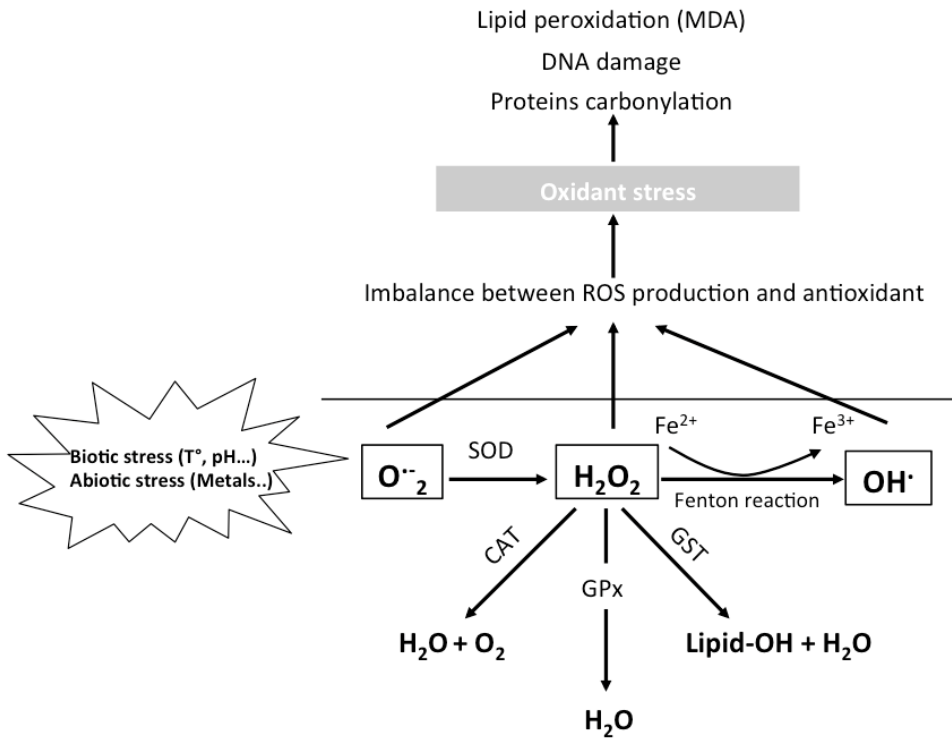 Lipid peroxidation (MDA)
DNA damage
Proteins carbonylation
Oxidant stress
Imbalance between ROS production and antioxidant
Biotic stress (T°, pH...)
Abiotic stress (Metals..)
O·-₂
SOD
H₂O₂
Fe²⁺
Fe³⁺
Fenton reaction
OH·
CAT
GPx
GST
H₂O + O₂
Lipid-OH + H₂O
H₂O